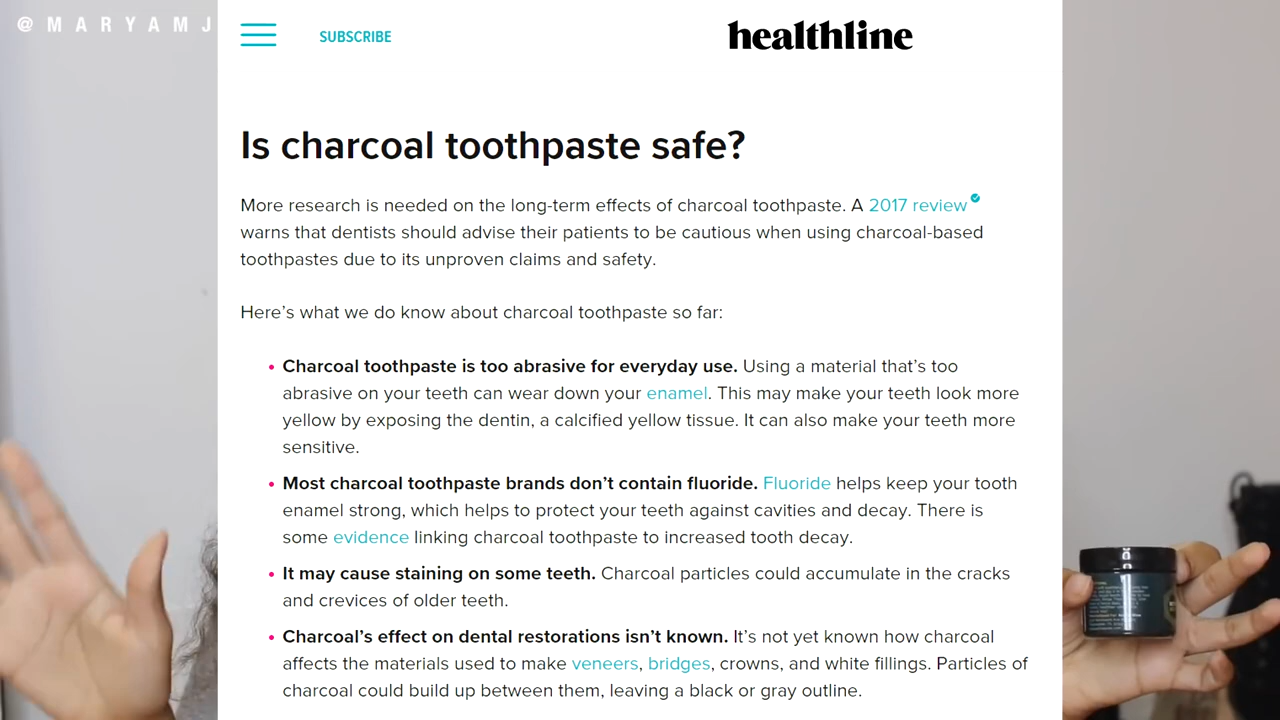 @MARYAMJ
SUBSCRIBE
healthline
Is charcoal toothpaste safe?
More research is needed on the long-term effects of charcoal toothpaste. A 2017 review
warns that dentists should advise their patients to be cautious when using charcoal-based
toothpastes due to its unproven claims and safety.
Here’s what we do know about charcoal toothpaste so far:
• Charcoal toothpaste is too abrasive for everyday use. Using a material that’s too
abrasive on your teeth can wear down your enamel. This may make your teeth look more
yellow by exposing the dentin, a calcified yellow tissue. It can also make your teeth more
sensitive.
• Most charcoal toothpaste brands don’t contain fluoride. Fluoride helps keep your tooth
enamel strong, which helps to protect your teeth against cavities and decay. There is
some evidence linking charcoal toothpaste to increased tooth decay.
• It may cause staining on some teeth. Charcoal particles could accumulate in the cracks
and crevices of older teeth.
• Charcoal’s effect on dental restorations isn’t known. It’s not yet known how charcoal
affects the materials used to make veneers, bridges, crowns, and white fillings. Particles of
charcoal could build up between them, leaving a black or gray outline.